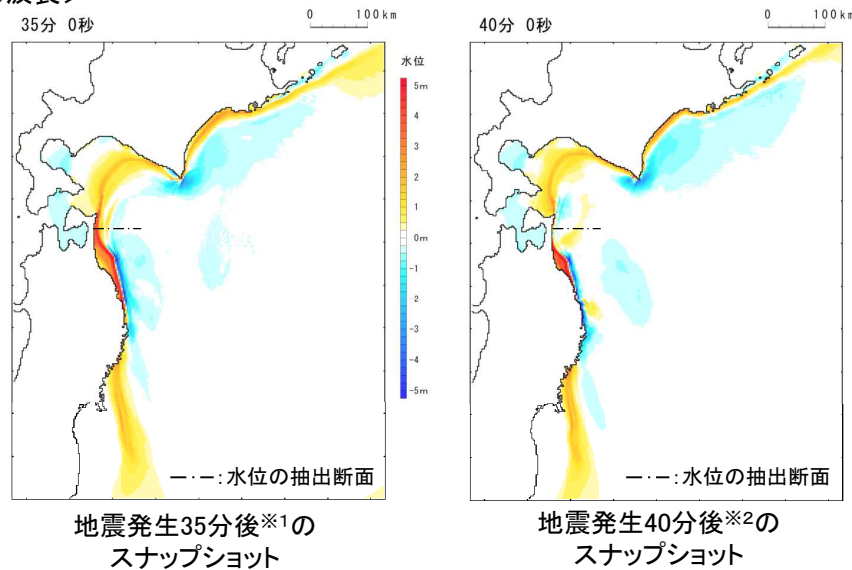 35分 0秒
0 100km
水位
5m
4
3
2
1
0m
-1
2
-3
-4
-5m
—・—:水位の抽出断面
地震発生35分後※1の
スナップショット
40分 0秒
0 100km
—・—:水位の抽出断面
地震発生40分後※2の
スナップショット